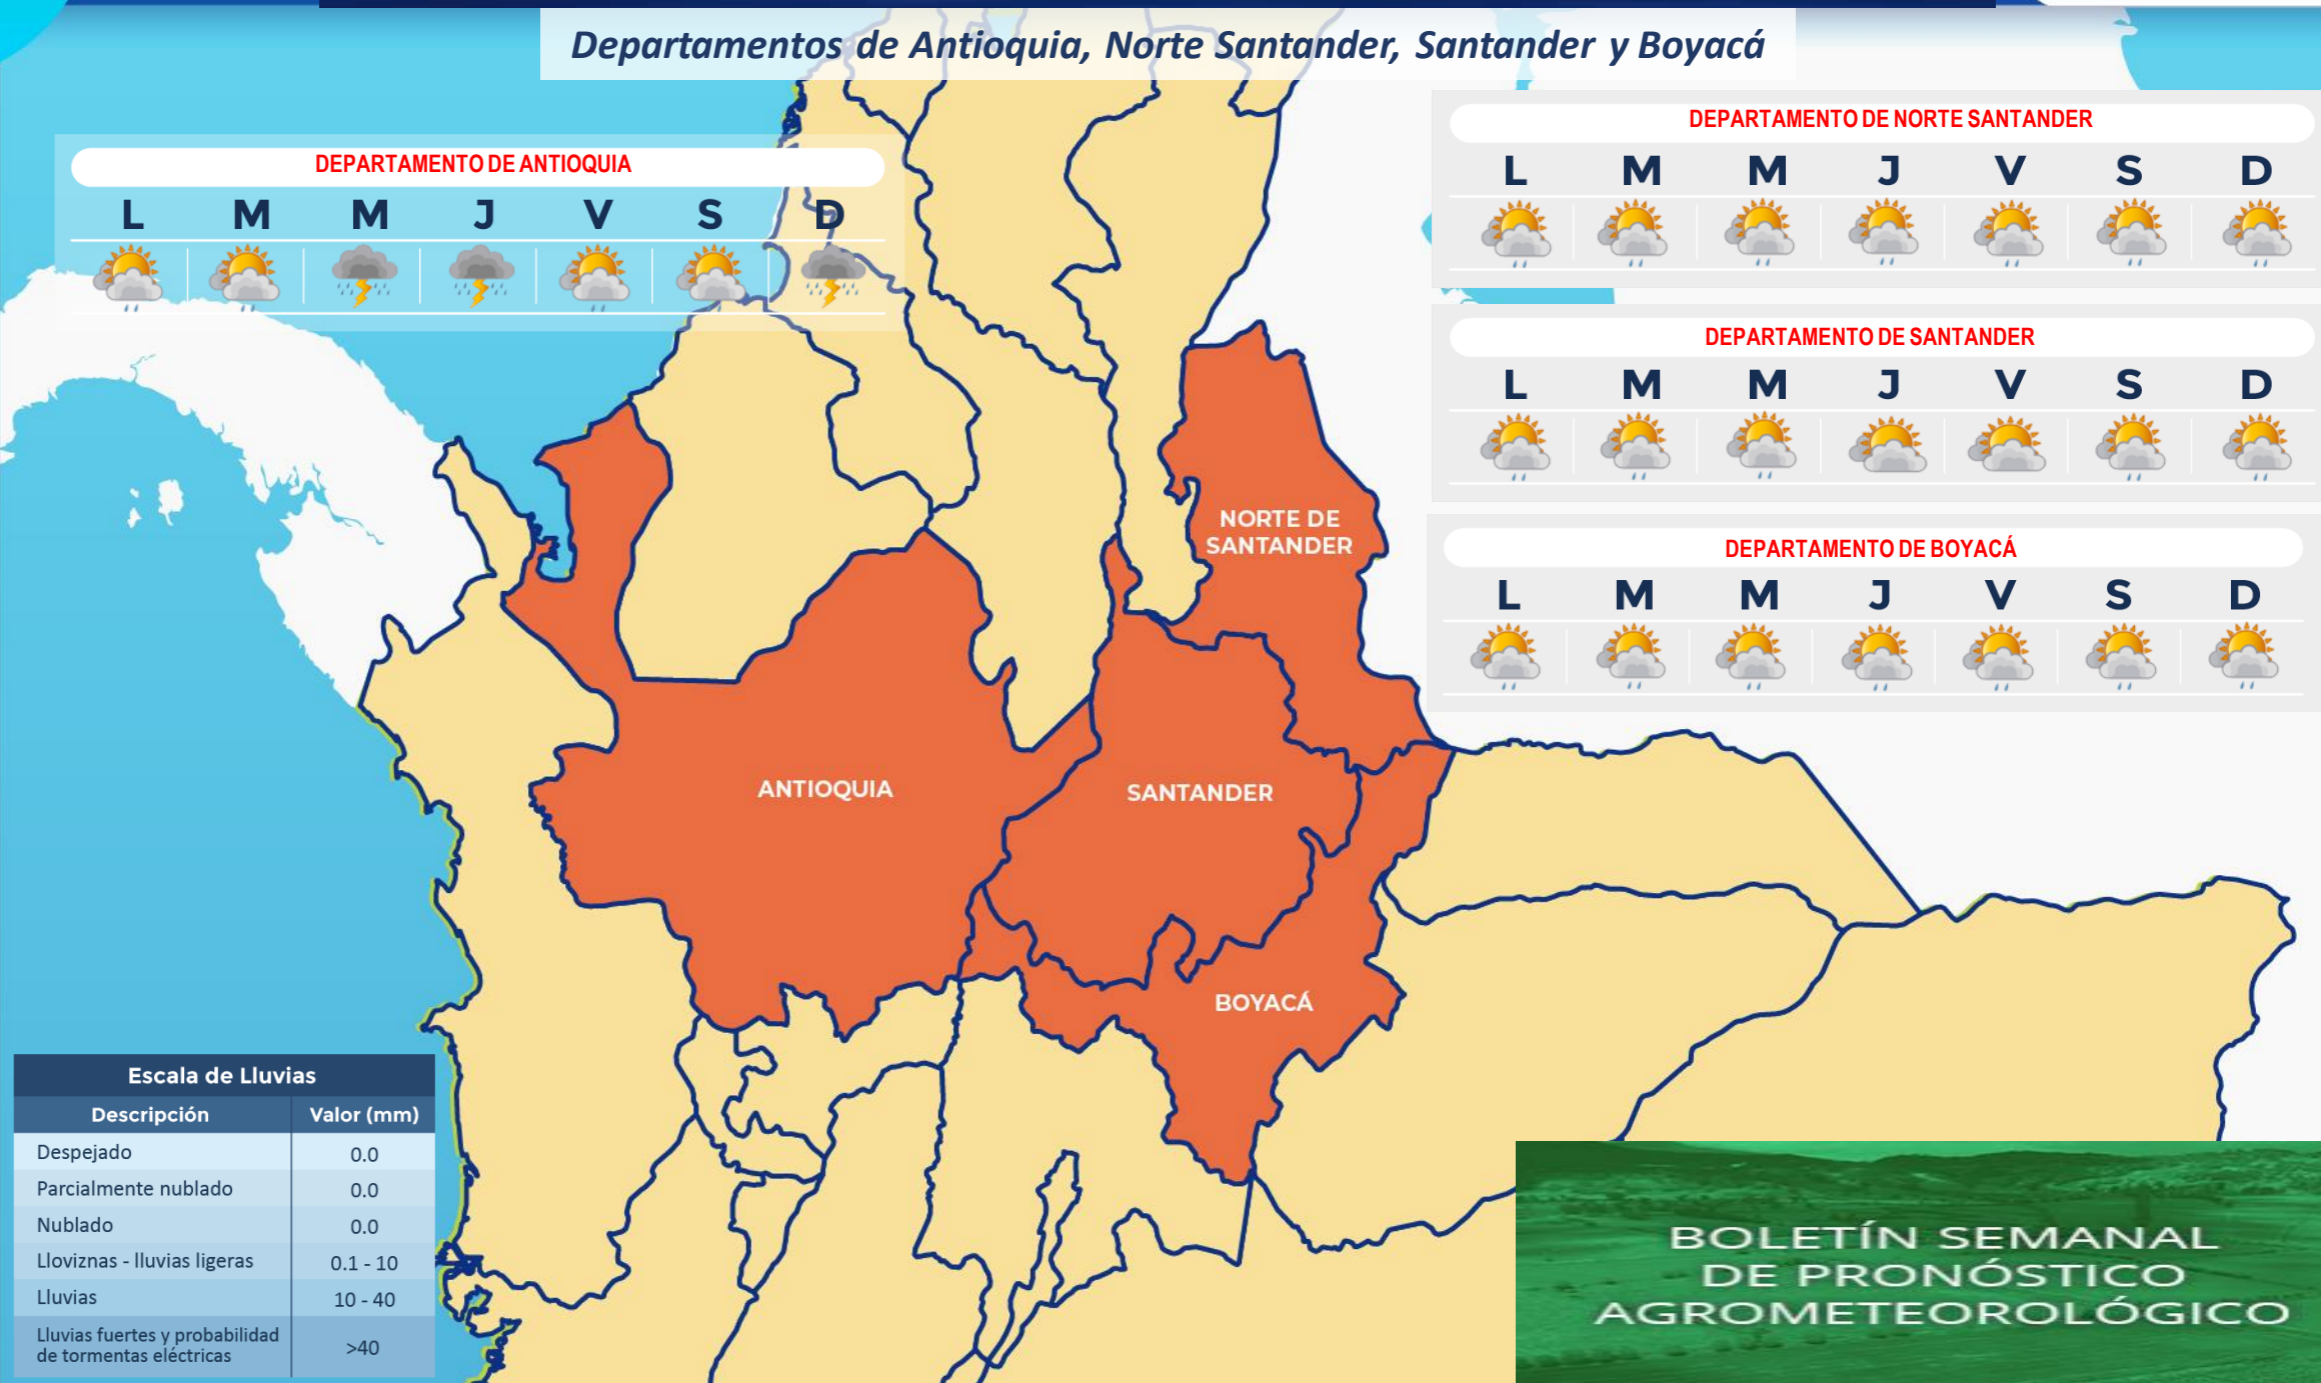 Departamentos de Antioquia, Norte Santander, Santander y Boyacá
DEPARTAMENTO DE ANTIOQUIA
L M M J V S D
DEPARTAMENTO DE NORTE SANTANDER
L M M J V S D
DEPARTAMENTO DE SANTANDER
L M M J V S D
DEPARTAMENTO DE BOYACÁ
L M M J V S D
NORTE DE
SANTANDER
ANTIOQUIA
SANTANDER
BOYACÁ
Escala de Lluvias
Descripción Valor (mm)
Despejado 0.0
Parcialmente nublado 0.0
Nublado 0.0
Lloviznas - lluvias ligeras 0.1 - 10
Lluvias 10 - 40
Lluvias fuertes y probabilidad
de tormentas eléctricas >40
BOLETÍN SEMANAL
DE PRONÓSTICO
AGROMETEOROLÓGICO